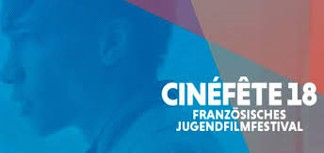 CINÉFÊTE 18
FRANZÖSISCHES
JUGENDFILMFESTIVAL